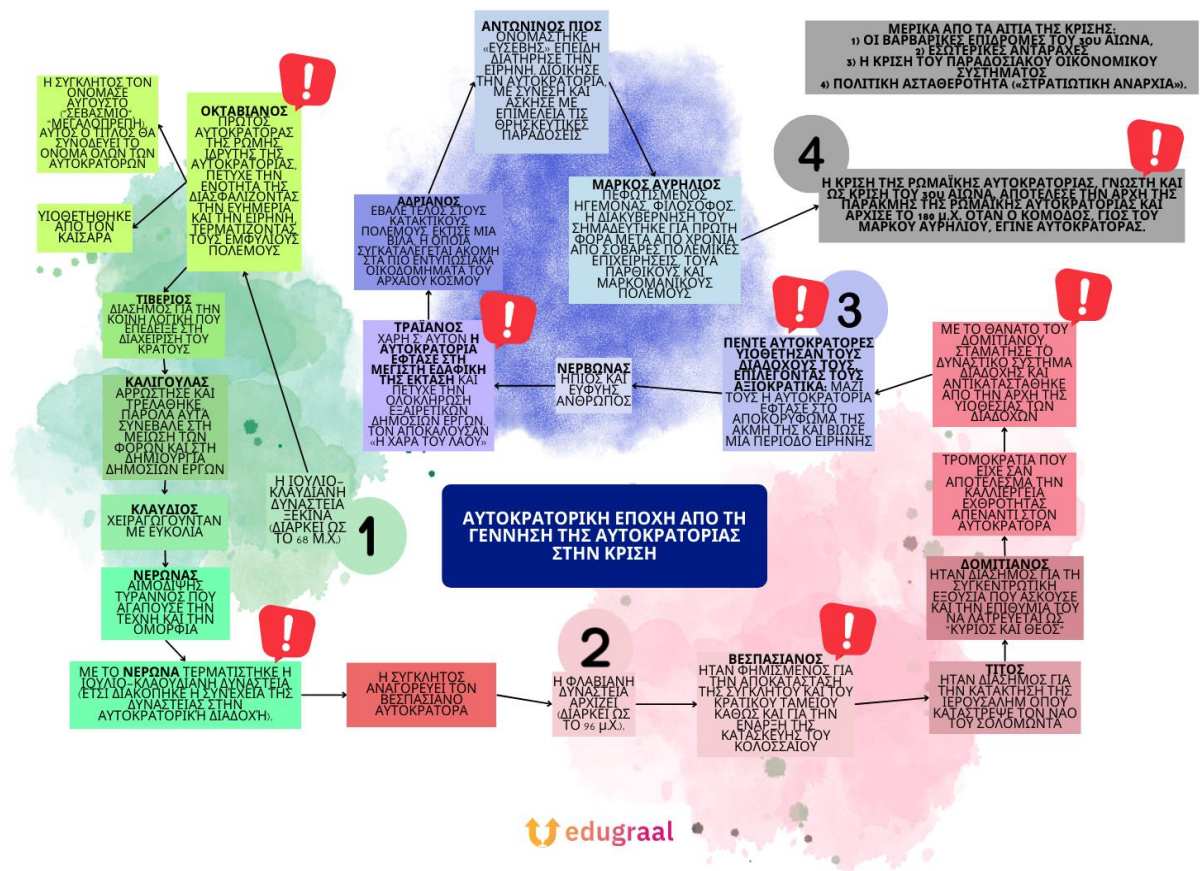 Η ΙΟΥΛΙΟ–
ΚΛΑΥΔΙΑΝΗ
ΔΥΝΑΣΤΕΙΑ
ΞΕΚΙΝΑ
(ΔΙΑΡΚΕΙ ΩΣ
ΤΟ 68 Μ.Χ.)
1
ΟΚΤΑΒΙΑΝΟΣ
ΠΡΩΤΟΣ
ΑΥΤΟΚΡΑΤΟΡΑΣ
ΤΗΣ ΡΩΜΗΣ
ΙΔΡΥΤΗΣ ΤΗΣ
ΑΥΤΟΚΡΑΤΟΡΙΑΣ,
ΠΕΤΥΧΕ ΤΗΝ
ΕΝΟΤΗΤΑ ΤΗΣ
ΔΙΑΣΦΑΛΙΖΟΝΤΑΣ
ΤΗΝ ΕΥΗΜΕΡΙΑ
ΚΑΙ ΤΗΝ ΕΙΡΗΝΗ,
ΤΕΡΜΑΤΙΖΟΝΤΑΣ
ΤΟΥΣ ΕΜΦΥΛΙΟΥΣ
ΠΟΛΕΜΟΥΣ
!
Η ΣΥΓΚΛΗΤΟΣ ΤΟΝ
ΟΝΟΜΑΣΕ
ΑΥΓΟΥΣΤΟ
("ΣΕΒΑΣΜΙΟ"
"ΜΕΓΑΛΟΠΡΕΠΗ).
ΑΥΤΟΣ Ο ΤΙΤΛΟΣ ΘΑ
ΣΥΝΟΔΕΥΕΙ ΤΟ
ΟΝΟΜΑ ΟΛΩΝ ΤΩΝ
ΑΥΤΟΚΡΑΤΟΡΩΝ
ΥΙΟΘΕΤΗΘΗΚΕ
ΑΠΟ ΤΟΝ
ΚΑΙΣΑΡΑ
ΤΙΒΕΡΙΟΣ
ΔΙΑΣΗΜΟΣ ΓΙΑ ΤΗΝ
ΚΟΙΝΗ ΛΟΓΙΚΗ ΠΟΥ
ΕΠΕΔΕΙΞΕ ΣΤΗ
ΔΙΑΧΕΙΡΙΣΗ ΤΟΥ
ΚΡΑΤΟΥΣ
ΚΑΛΙΓΟΥΛΑΣ
ΑΡΡΩΣΤΗΣΕ ΚΑΙ
ΤΡΕΛΑΘΗΚΕ
ΠΑΡΟΛΑ ΑΥΤΑ
ΣΥΝΕΒΑΛΕ ΣΤΗ
ΜΕΙΩΣΗ ΤΩΝ
ΦΟΡΩΝ ΚΑΙ ΣΤΗ
ΔΗΜΙΟΥΡΓΙΑ
ΔΗΜΟΣΙΩΝ ΕΡΓΩΝ
ΚΛΑΥΔΙΟΣ
ΧΕΙΡΑΓΩΓΟΥΝΤΑΝ
ΜΕ ΕΥΚΟΛΙΑ
ΝΕΡΩΝΑΣ
ΑΙΜΟΔΙΨΗΣ
ΤΥΡΑΝΝΟΣ ΠΟΥ
ΑΓΑΠΟΥΣΕ ΤΗΝ
ΤΕΧΝΗ ΚΑΙ ΤΗΝ
ΟΜΟΡΦΙΑ
!
ΜΕ ΤΟ ΝΕΡΩΝΑ ΤΕΡΜΑΤΙΣΤΗΚΕ Η
ΙΟΥΛΙΟ–ΚΛΑΟΥΔΙΑΝΗ ΔΥΝΑΣΤΕΙΑ
(ΕΤΣΙ ΔΙΑΚΟΠΗΚΕ Η ΣΥΝΈΧΕΙΑ ΤΗΣ
ΔΥΝΑΣΤΕΙΑΣ ΣΤΗΝ
ΑΥΤΟΚΡΑΤΟΡΙΚΉ ΔΙΑΔΟΧΉ).
Η ΣΥΓΚΛΗΤΟΣ
ΑΝΑΓΟΡΕΥΕΙ ΤΟΝ
ΒΕΣΠΑΣΙΑΝΟ
ΑΥΤΟΚΡΑΤΟΡΑ
2
Η ΦΛΑΒΙΑΝΗ
ΔΥΝΑΣΤΕΙΑ
ΑΡΧΙΖΕΙ
(ΔΙΑΡΚΕΙ ΩΣ
ΤΟ 96 μ.Χ.).
!
ΒΕΣΠΑΣΙΑΝΟΣ
ΗΤΑΝ ΦΗΜΙΣΜΕΝΟΣ ΓΙΑ
ΤΗΝ ΑΠΟΚΑΤΑΣΤΑΣΗ
ΤΗΣ ΣΥΓΚΛΗΤΟΥ ΚΑΙ ΤΟΥ
ΚΡΑΤΙΚΟΥ ΤΑΜΕΙΟΥ
ΚΑΘΩΣ ΚΑΙ ΓΙΑ ΤΗΝ
ΕΝΑΡΞΗ ΤΗΣ
ΚΑΤΑΣΚΕΥΗΣ ΤΟΥ
ΚΟΛΟΣΣΑΙΟΥ
ΤΙΤΟΣ
ΗΤΑΝ ΔΙΑΣΗΜΟΣ ΓΙΑ
ΤΗΝ ΚΑΤΑΚΤΗΣΗ ΤΗΣ
ΙΕΡΟΥΣΑΛΗΜ ΟΠΟΥ
ΚΑΤΑΣΤΡΕΨΕ ΤΟΝ ΝΑΟ
ΤΟΥ ΣΟΛΟΜΩΝΤΑ
ΔΟΜΙΤΙΑΝΟΣ
ΗΤΑΝ ΔΙΑΣΗΜΟΣ ΓΙΑ ΤΗ
ΣΥΓΚΕΝΤΡΩΤΙΚΗ
ΕΞΟΥΣΙΑ ΠΟΥ ΑΣΚΟΥΣΕ
ΚΑΙ ΤΗΝ ΕΠΙΘΥΜΙΑ ΤΟΥ
ΝΑ ΛΑΤΡΕΥΕΤΑΙ ΩΣ
"ΚΥΡΙΟΣ ΚΑΙ ΘΕΟΣ"
ΤΡΟΜΟΚΡΑΤΙΑ ΠΟΥ
ΕΙΧΕ ΣΑΝ
ΑΠΟΤΕΛΕΣΜΑ ΤΗΝ
ΚΑΛΛΙΕΡΓΕΙΑ
ΕΧΘΡΟΤΗΤΑΣ
ΑΠΕΝΑΝΤΙ ΣΤΟΝ
ΑΥΤΟΚΡΑΤΟΡΑ
!
ΜΕ ΤΟ ΘΑΝΑΤΟ ΤΟΥ
ΔΟΜΙΤΙΑΝΟΥ,
ΣΤΑΜΑΤΗΣΕ ΤΟ
ΔΥΝΑΣΤΙΚΟ ΣΥΣΤΗΜΑ
ΔΙΑΔΟΧΗΣ ΚΑΙ
ΑΝΤΙΚΑΤΑΣΤΑΘΗΚΕ
ΑΠΟ ΤΗΝ ΑΡΧΗ ΤΗΣ
ΥΙΟΘΕΣΙΑΣ ΤΩΝ
ΔΙΑΔΟΧΩΝ
!
3
ΠΕΝΤΕ ΑΥΤΟΚΡΑΤΟΡΕΣ
ΥΙΟΘΕΤΗΣΑΝ ΤΟΥΣ
ΔΙΑΔΟΧΟΥΣ ΤΟΥΣ,
ΕΠΙΛΕΓΟΝΤΑΣ ΤΟΥΣ
ΑΞΙΟΚΡΑΤΙΚΑ: ΜΑΖΙ
ΤΟΥΣ Η ΑΥΤΟΚΡΑΤΟΡΙΑ
ΕΦΤΑΣΕ ΣΤΟ
ΑΠΟΚΟΡΥΦΩΜΑ ΤΗΣ
ΑΚΜΗ ΤΗΣ ΚΑΙ ΒΙΩΣΕ
ΜΙΑ ΠΕΡΙΟΔΟ ΕΙΡΗΝΗΣ
ΝΕΡΒΩΝΑΣ
ΗΠΙΟΣ ΚΑΙ
ΕΥΦΥΗΣ
ΑΝΘΡΩΠΟΣ
!
ΤΡΑΪΑΝΟΣ
ΧΑΡΗ Σ' ΑΥΤΟΝ Η
ΑΥΤΟΚΡΑΤΟΡΙΑ
ΕΦΤΑΣΕ ΣΤΗ
ΜΕΓΙΣΤΗ ΕΔΑΦΙΚΗ
ΤΗΣ ΕΚΤΑΣΗ ΚΑΙ
ΠΕΤΥΧΕ ΤΗΝ
ΟΛΟΚΛΗΡΩΣΗ
ΕΞΑΙΡΕΤΙΚΩΝ
ΔΗΜΟΣΙΩΝ ΕΡΓΩΝ.
ΤΟΝ ΑΠΟΚΑΛΟΥΣΑΝ
«Η ΧΑΡΑ ΤΟΥ ΛΑΟΥ»
ΑΔΡΙΑΝΟΣ
ΕΒΑΛΕ ΤΕΛΟΣ ΣΤΟΥΣ
ΚΑΤΑΚΤΙΚΟΥΣ
ΠΟΛΕΜΟΥΣ. ΕΚΤΙΣΕ ΜΙΑ
ΒΙΛΑ, Η ΟΠΟΙΑ
ΣΥΓΚΑΤΑΛΕΓΕΤΑΙ ΑΚΟΜΗ
ΣΤΑ ΠΙΟ ΕΝΤΥΠΩΣΙΑΚΑ
ΟΙΚΟΔΟΜΗΜΑΤΑ ΤΟΥ
ΑΡΧΑΙΟΥ ΚΟΣΜΟΥ
ΑΝΤΩΝΙΝΟΣ ΠΙΟΣ
ΟΝΟΜΑΣΤΗΚΕ
«ΕΥΣΕΒΗΣ» ΕΠΕΙΔΗ
ΔΙΑΤΗΡΗΣΕ ΤΗΝ
ΕΙΡΗΝΗ, ΔΙΟΙΚΗΣΕ
ΤΗΝ ΑΥΤΟΚΡΑΤΟΡΙΑ,
ΜΕ ΣΥΝΕΣΗ ΚΑΙ
ΑΣΚΗΣΕ ΜΕ
ΕΠΙΜΕΛΕΙΑ ΤΙΣ
ΘΡΗΣΚΕΥΤΙΚΕΣ
ΠΑΡΑΔΟΣΕΙΣ
ΜΑΡΚΟΣ ΑΥΡΗΛΙΟΣ
ΠΕΦΩΤΙΣΜΕΝΟΣ
ΗΓΕΜΟΝΑΣ, ΦΙΛΟΣΟΦΟΣ.
Η ΔΙΑΚΥΒΕΡΝΗΣΗ ΤΟΥ
ΣΗΜΑΔΕΥΤΗΚΕ ΓΙΑ ΠΡΩΤΗ
ΦΟΡΑ ΜΕΤΑ ΑΠΟ ΧΡΟΝΙΑ
ΑΠΟ ΣΟΒΑΡΕΣ ΠΟΛΕΜΙΚΕΣ
ΕΠΙΧΕΙΡΗΣΕΙΣ, ΤΟΥΑ
ΠΑΡΘΙΚΟΥΣ ΚΑΙ
ΜΑΡΚΟΜΑΝΙΚΟΥΣ
ΠΟΛΕΜΟΥΣ
4
!
Η ΚΡΙΣΗ ΤΗΣ ΡΩΜΑΪΚΗΣ ΑΥΤΟΚΡΑΤΟΡΙΑΣ, ΓΝΩΣΤΗ ΚΑΙ
ΩΣ ΚΡΙΣΗ ΤΟΥ 3ΟΥ ΑΙΩΝΑ, ΑΠΟΤΕΛΕΣΕ ΤΗΝ ΑΡΧΗ ΤΗΣ
ΠΑΡΑΚΜΗΣ ΤΗΣ ΡΩΜΑΪΚΗΣ ΑΥΤΟΚΡΑΤΟΡΙΑΣ ΚΑΙ
ΑΡΧΙΣΕ ΤΟ 180 μ.Χ. ΟΤΑΝ Ο ΚΟΜΟΔΟΣ, ΓΙΟΣ ΤΟΥ
ΜΑΡΚΟΥ ΑΥΡΗΛΙΟΥ, ΕΓΙΝΕ ΑΥΤΟΚΡΑΤΟΡΑΣ.
ΜΕΡΙΚΑ ΑΠΟ ΤΑ ΑΙΤΙΑ ΤΗΣ ΚΡΙΣΗΣ:
1) ΟΙ ΒΑΡΒΑΡΙΚΕΣ ΕΠΙΔΡΟΜΕΣ ΤΟΥ 3ΟΥ ΑΙΩΝΑ,
2) ΕΣΩΤΕΡΙΚΕΣ ΑΝΤΑΡΑΧΕΣ
3) Η ΚΡΙΣΗ ΤΟΥ ΠΑΡΑΔΟΣΙΑΚΟΥ ΟΙΚΟΝΟΜΙΚΟΥ
ΣΥΣΤΗΜΑΤΟΣ
4) ΠΟΛΙΤΙΚΗ ΑΣΤΑΘΕΡΟΤΗΤΑ («ΣΤΡΑΤΙΩΤΙΚΗ ΑΝΑΡΧΙΑ»).
ΑΥΤΟΚΡΑΤΟΡΙΚΗ ΕΠΟΧΗ ΑΠΟ ΤΗ
ΓΕΝΝΗΣΗ ΤΗΣ ΑΥΤΟΚΡΑΤΟΡΙΑΣ
ΣΤΗΝ ΚΡΙΣΗ
edugraal